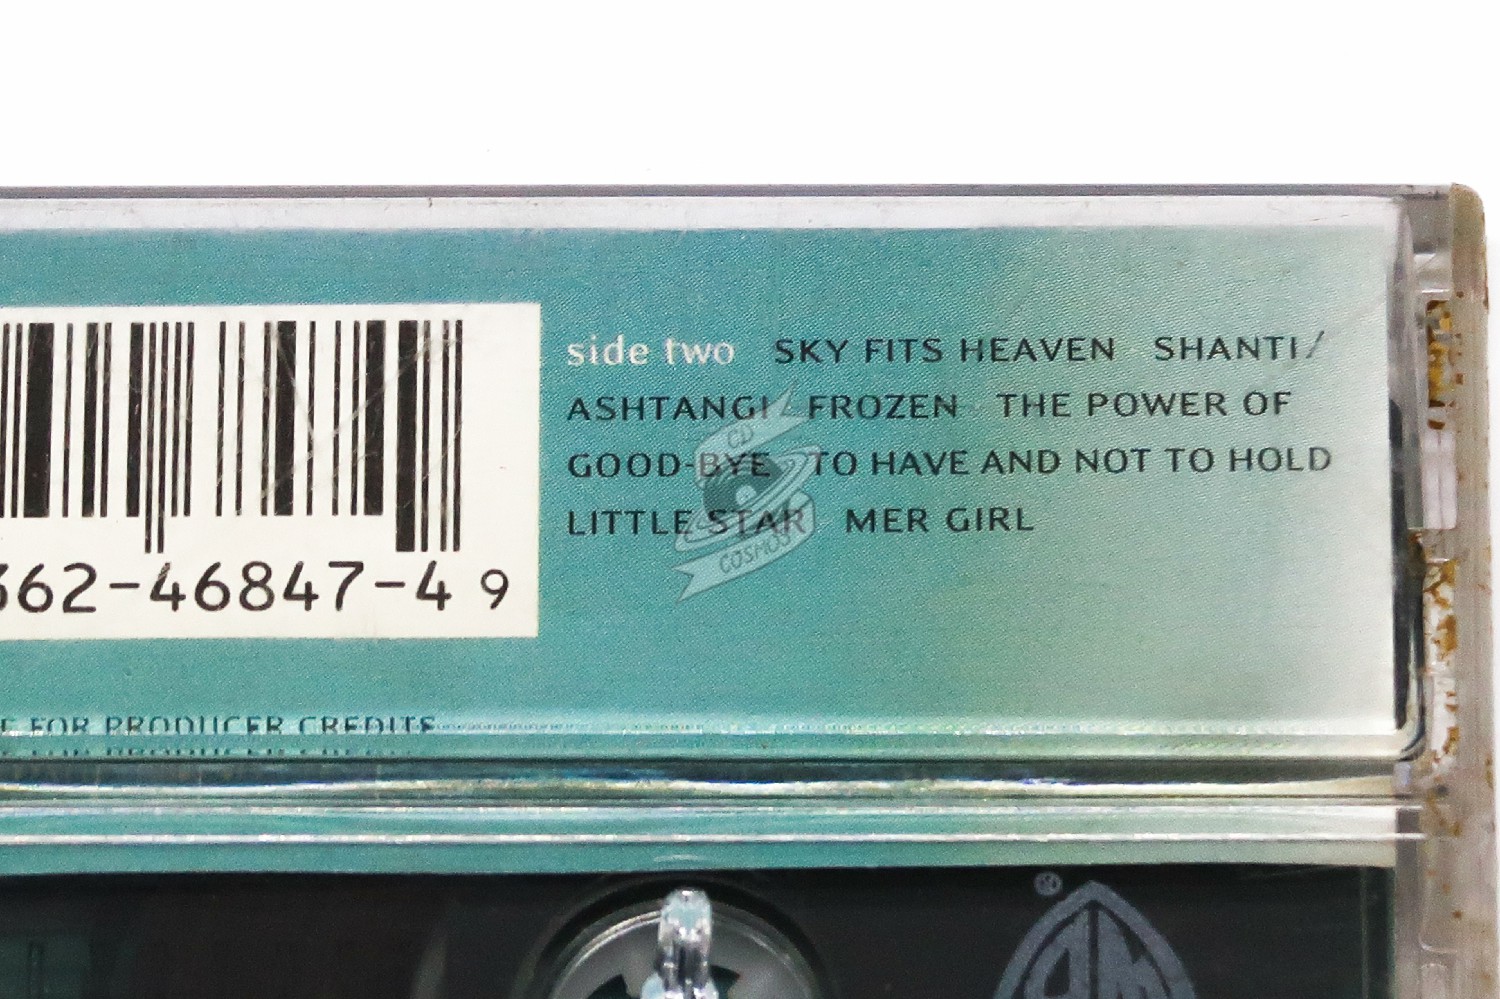 side two SKY FITS HEAVEN SHANTI/
ASHTANGI FROZEN THE POWER OF
GOOD-BYE TO HAVE AND NOT TO HOLD
LITTLE STAR MER GIRL
CD
COSMOS
362-46847-4 9
FOR PRODUCER CREDITS